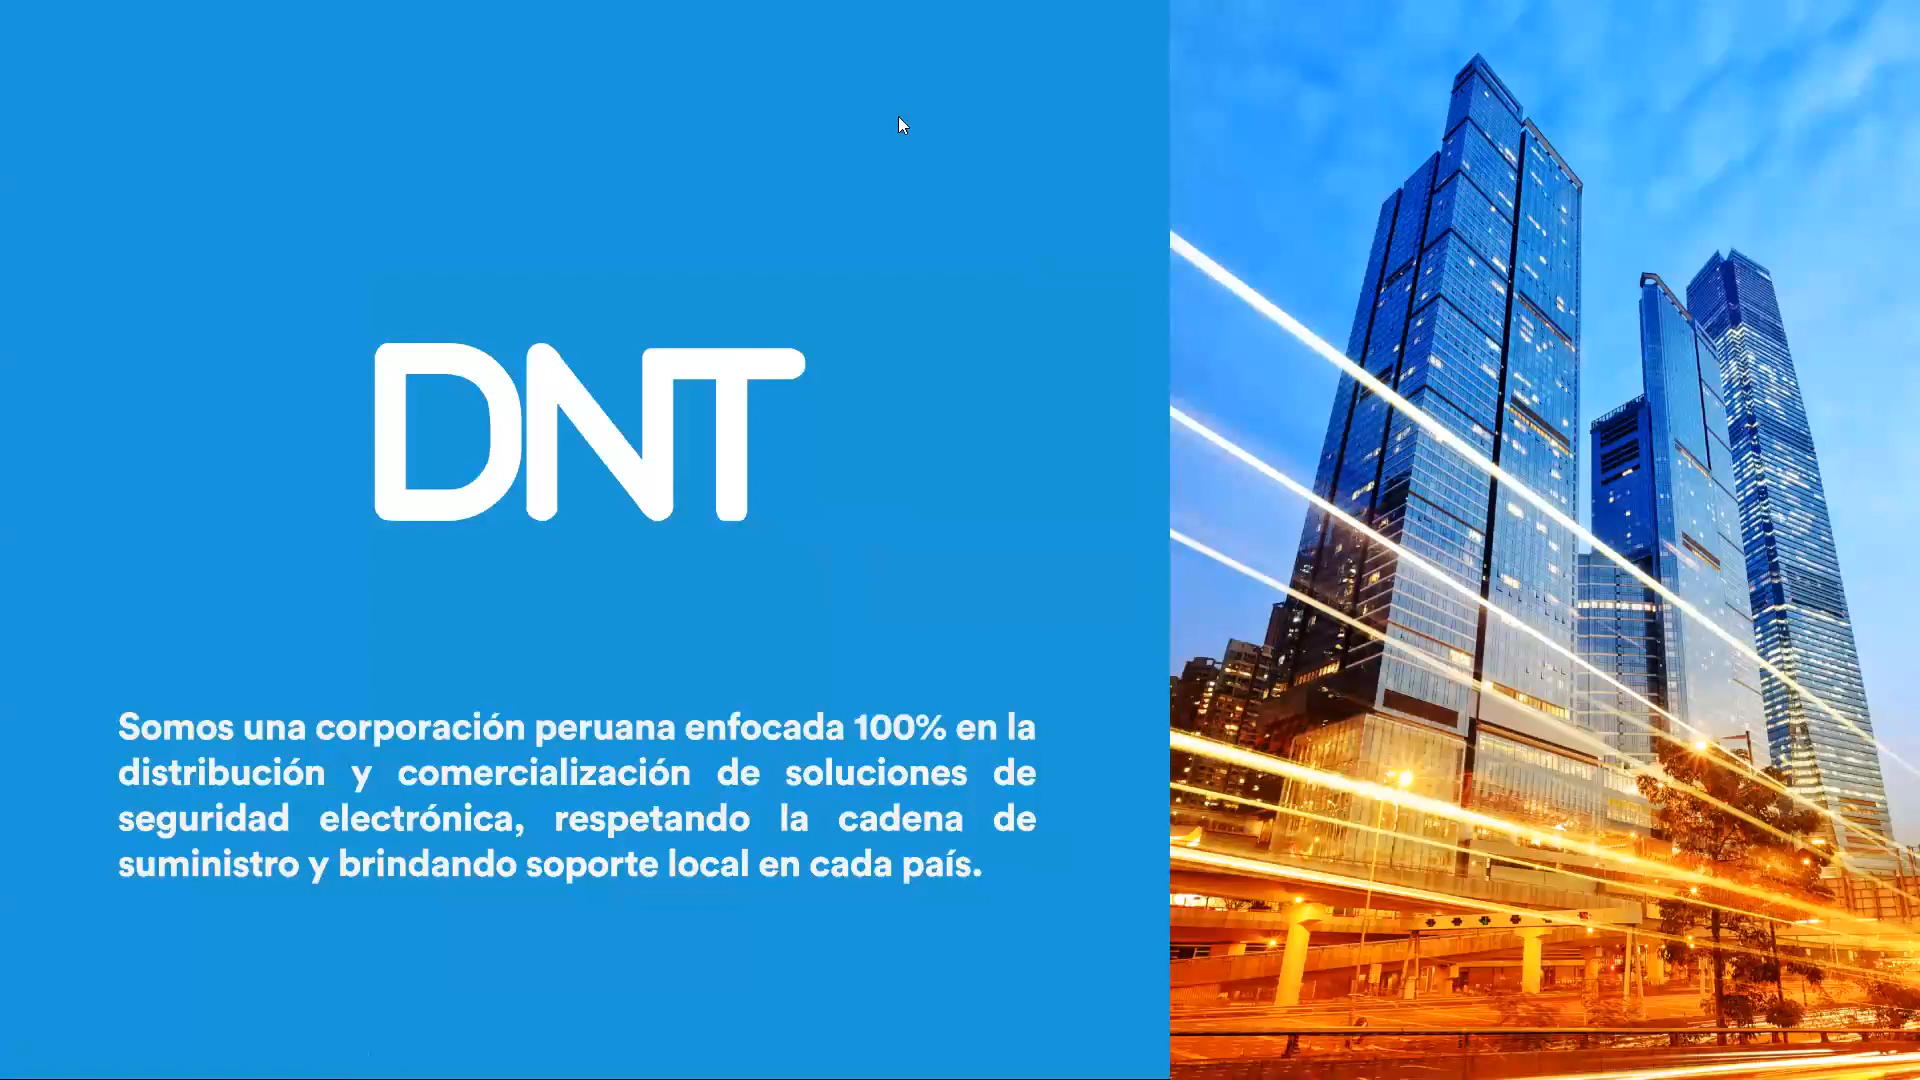 DNT
Somos una corporación peruana enfocada 100% en la
distribución y comercialización de soluciones de
seguridad electrónica, respetando la cadena de
suministro y brindando soporte local en cada país.